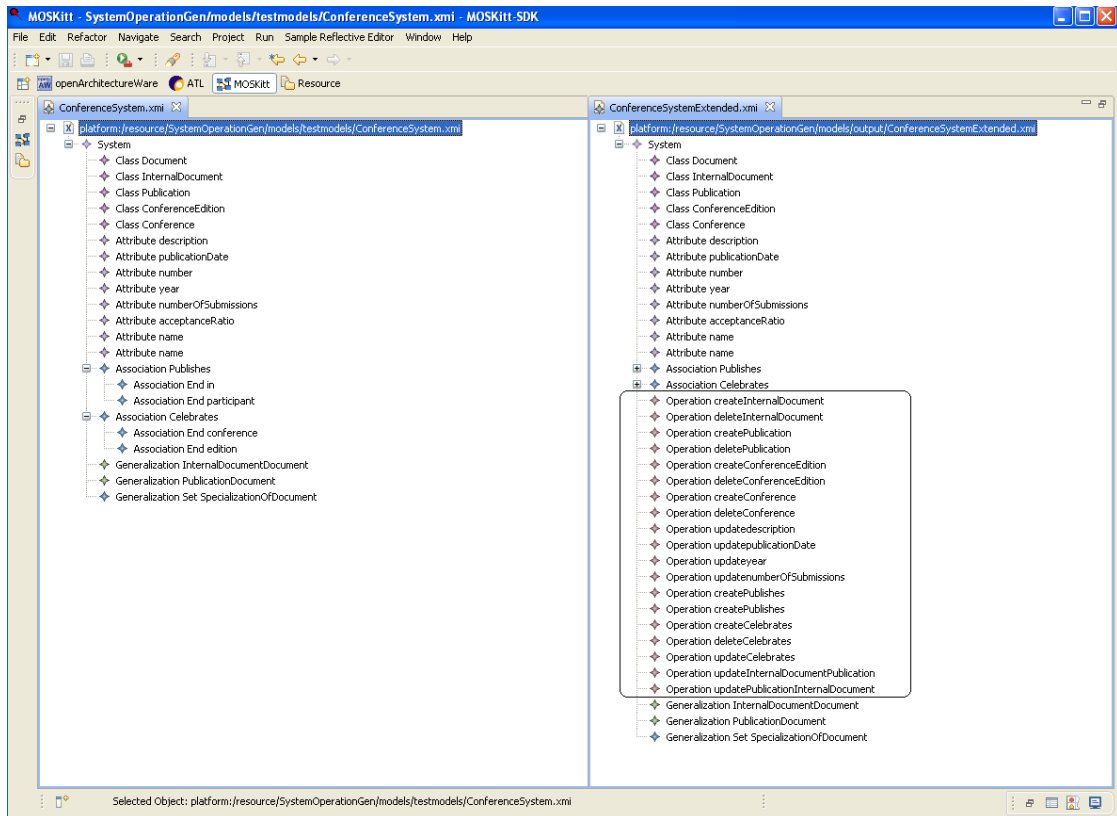 MOSKitt - SystemOperationGen/models/testmodels/ConferenceSystem.xmi - MOSKitt-SDK
File Edit Refactor Navigate Search Project Run Sample Reflective Editor Window Help
openArchitectureWare ATL MOSKitt Resource
ConferenceSystem.xmi
platform:/resource/SystemOperationGen/models/testmodels/ConferenceSystem.xmi
System
Class Document
Class InternalDocument
Class Publication
Class ConferenceEdition
Class Conference
Attribute description
Attribute publicationDate
Attribute number
Attribute year
Attribute numberOfSubmissions
Attribute acceptanceRatio
Attribute name
Attribute name
Association Publishes
Association End in
Association End participant
Association Celebrates
Association End conference
Association End edition
Generalization InternalDocumentDocument
Generalization PublicationDocument
Generalization Set SpecializationOfDocument
ConferenceSystemExtended.xmi
platform:/resource/SystemOperationGen/models/output/ConferenceSystemExtended.xmi
System
Class Document
Class InternalDocument
Class Publication
Class ConferenceEdition
Class Conference
Attribute description
Attribute publicationDate
Attribute number
Attribute year
Attribute numberOfSubmissions
Attribute acceptanceRatio
Attribute name
Attribute name
Association Publishes
Association Celebrates
Operation createInternalDocument
Operation deleteInternalDocument
Operation createPublication
Operation deletePublication
Operation createConferenceEdition
Operation deleteConferenceEdition
Operation createConference
Operation deleteConference
Operation updatedescription
Operation updatepublicationDate
Operation updateyear
Operation updatenumberOfSubmissions
Operation createPublishes
Operation createPublishes
Operation createCelebrates
Operation deleteCelebrates
Operation updateCelebrates
Operation updateInternalDocumentPublication
Operation updatePublicationInternalDocument
Generalization InternalDocumentDocument
Generalization PublicationDocument
Generalization Set SpecializationOfDocument
Selected Object: platform:/resource/SystemOperationGen/models/testmodels/ConferenceSystem.xmi